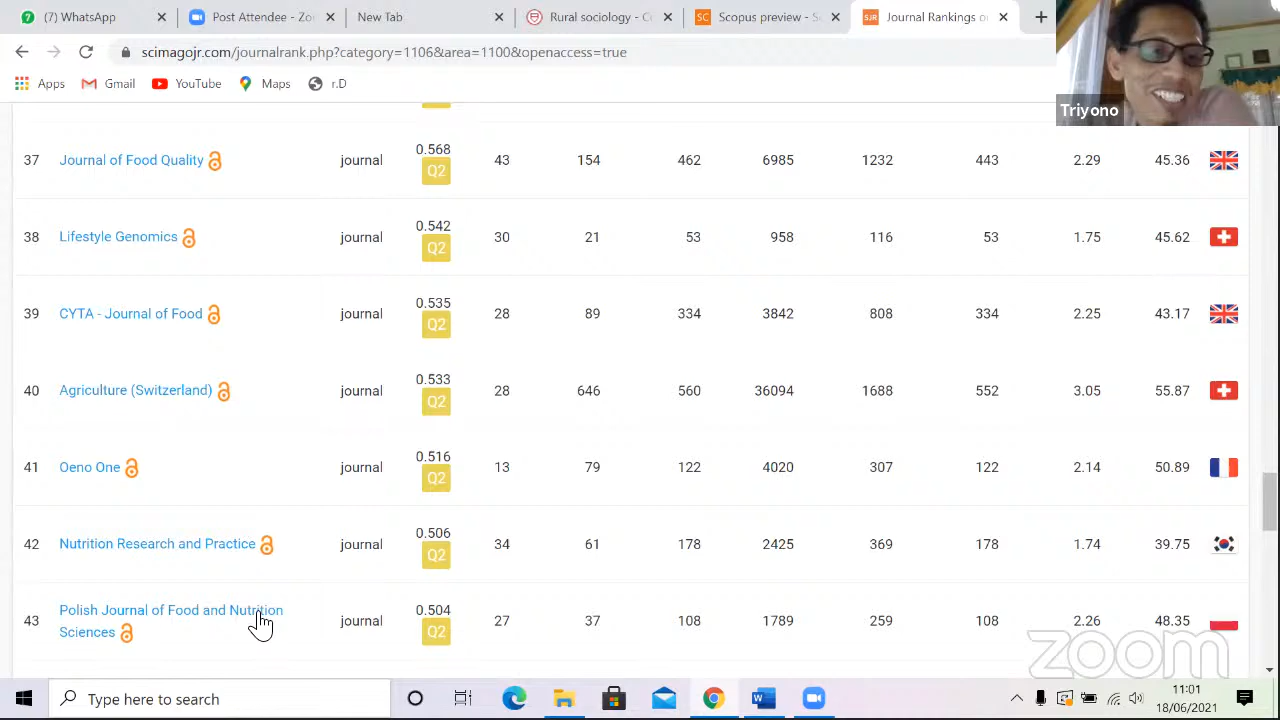 (7) WhatsApp
Post Attendee - Zo
New Tab
Rural sociology - C
Scopus preview - S
SC
Journal Rankings o
SJR
scimagojr.com/journalrank.php?category=1106&area=1100&openaccess=true
Apps Gmail YouTube Maps r.D
Triyono
37 Journal of Food Quality journal 0.568 Q2 43 154 462 6985 1232 443 2.29 45.36
38 Lifestyle Genomics journal 0.542 Q2 30 21 53 958 116 53 1.75 45.62
39 CYTA - Journal of Food journal 0.535 Q2 28 89 334 3842 808 334 2.25 43.17
40 Agriculture (Switzerland) journal 0.533 Q2 28 646 560 36094 1688 552 3.05 55.87
41 Oeno One journal 0.516 Q2 13 79 122 4020 307 122 2.14 50.89
42 Nutrition Research and Practice journal 0.506 Q2 34 61 178 2425 369 178 1.74 39.75
43 Polish Journal of Food and Nutrition
Sciences journal 0.504 Q2 27 37 108 1789 259 108 2.26 48.35
zoom
Type here to search
11:01
18/06/2021